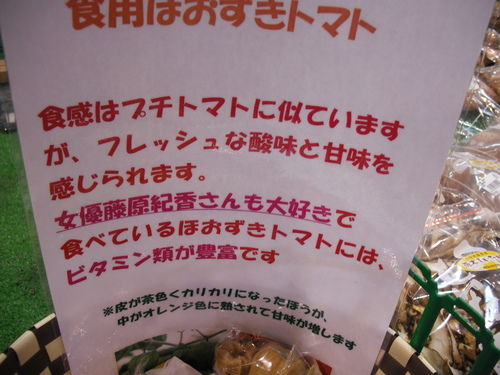 食用ほおずきトマト
食感はプチトマトに似ています
が、フレッシュな酸味と甘味を
感じられます。
女優藤原紀香さんも大好きで
食べているほおずきトマトには、
ビタミン類が豊富です
※皮が茶色くカリカリになったほうが、
中がオレンジ色に熟されて甘味が増します